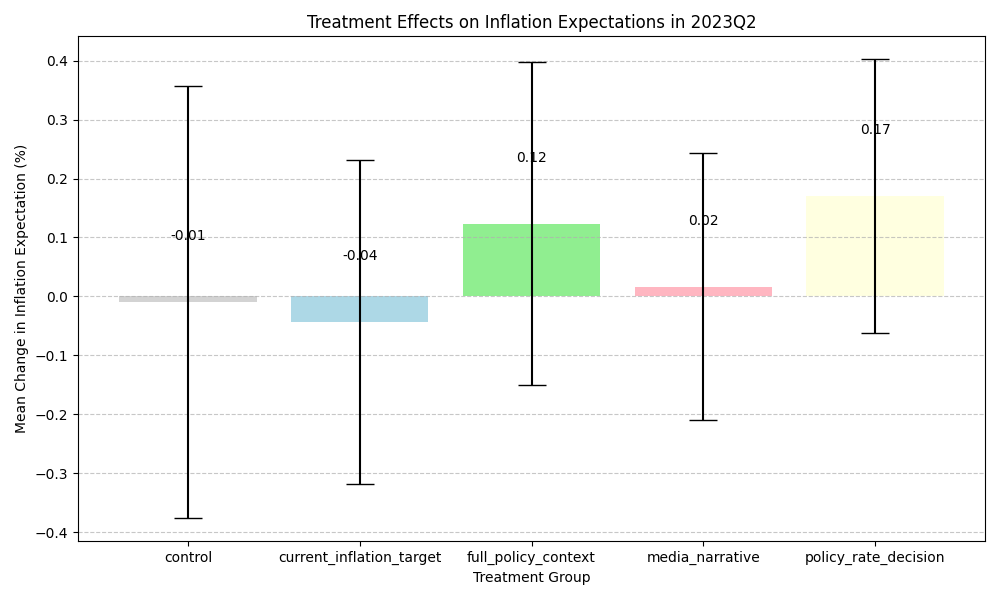 Treatment Effects on Inflation Expectations in 2023Q2
Mean Change in Inflation Expectation (%)
0.4
0.3
0.2
0.1
0.0
−0.1
−0.2
−0.3
−0.4
-0.01
-0.04
0.12
0.02
0.17
control
current_inflation_target
full_policy_context
media_narrative
policy_rate_decision
Treatment Group